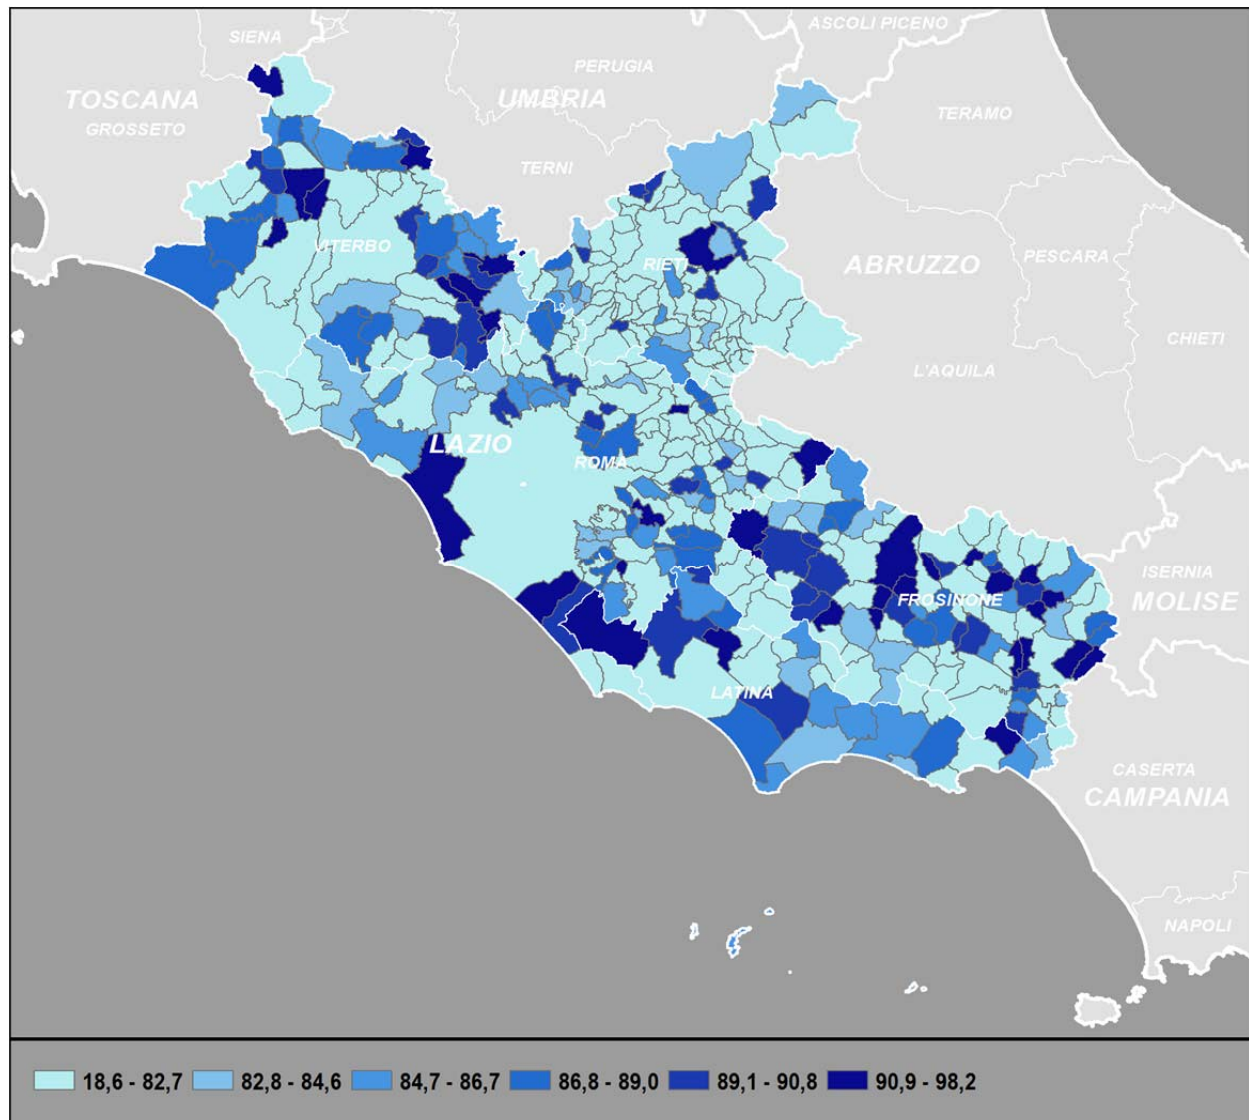 ASCOLI PICENO
SIENA
PERUGIA
TOSCANA
UMBRIA
GROSSETO
TERAMO
TERNI
VITERBO
RIETI
ABRUZZO
PESCARA
CHIETI
L'AQUILA
LAZIO
ROMA
ISERNIA
FROSINONE
MOLISE
LATINA
CASERTA
CAMPANIA
NAPOLI
18,6 - 82,7 82,8 - 84,6 84,7 - 86,7 86,8 - 89,0 89,1 - 90,8 90,9 - 98,2